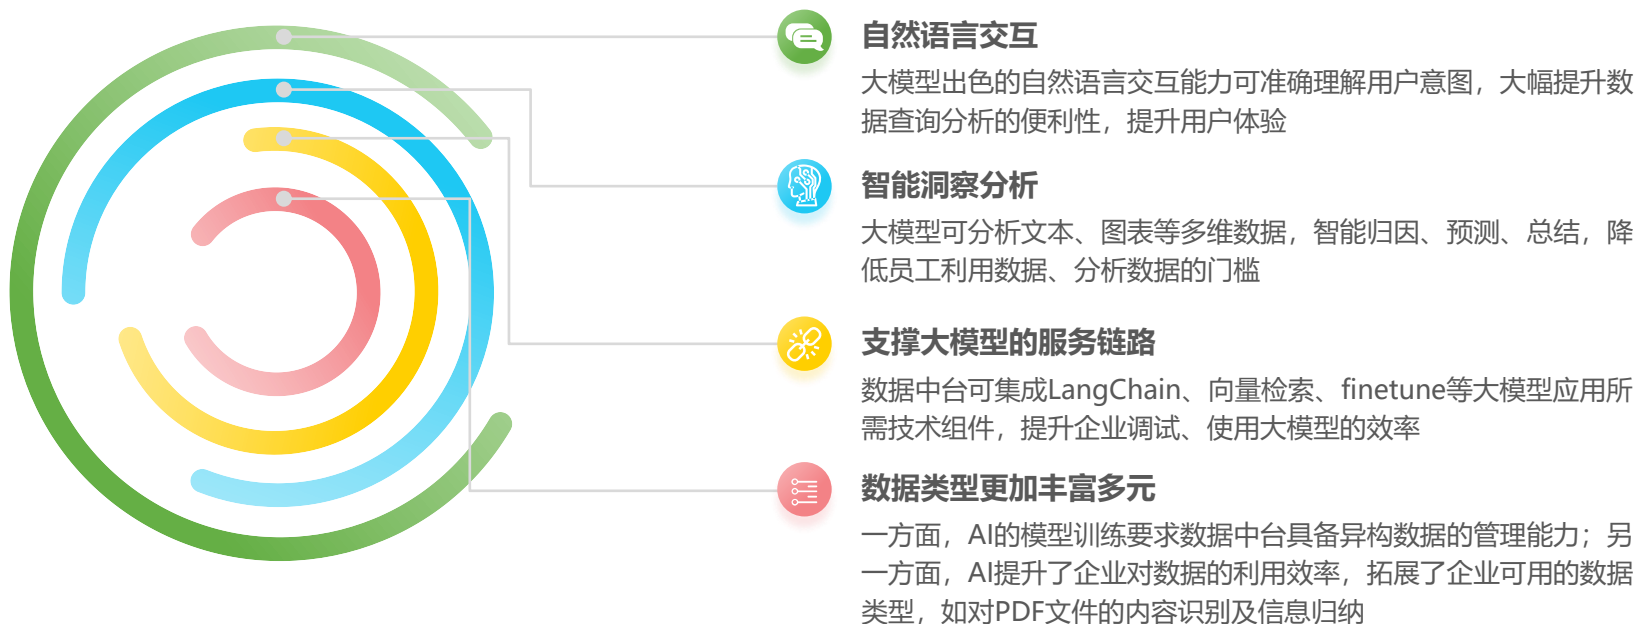 自然语言交互
大模型出色的自然语言交互能力可准确理解用户意图，大幅提升数
据查询分析的便利性，提升用户体验
智能洞察分析
大模型可分析文本、图表等多维数据，智能归因、预测、总结，降
低员工利用数据、分析数据的门槛
支撑大模型的服务链路
数据中台可集成LangChain、向量检索、finetune等大模型应用所
需技术组件，提升企业调试、使用大模型的效率
数据类型更加丰富多元
一方面，AI的模型训练要求数据中台具备异构数据的管理能力；另
一方面，AI提升了企业对数据的利用效率，拓展了企业可用的数据
类型，如对PDF文件的内容识别及信息归纳